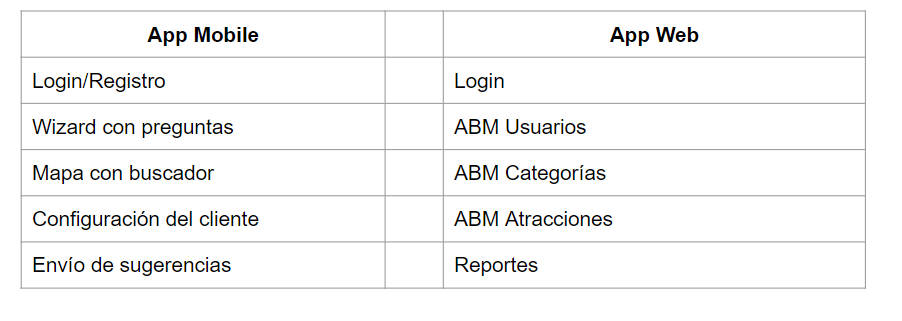 App Mobile App Web
Login/Registro Login
Wizard con preguntas ABM Usuarios
Mapa con buscador ABM Categorías
Configuración del cliente ABM Atracciones
Envío de sugerencias Reportes